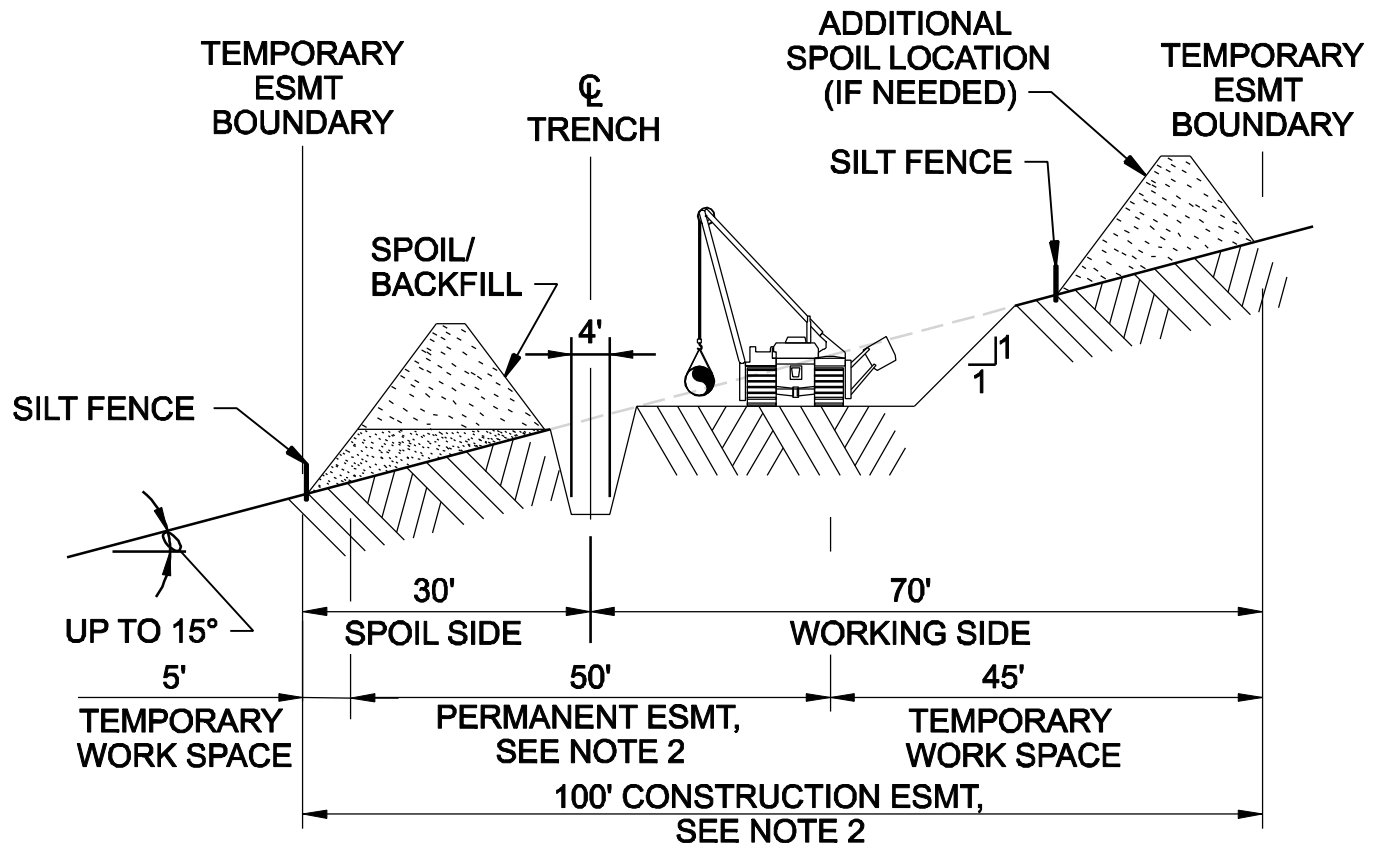 TEMPORARY
ESMT
BOUNDARY
℄
TRENCH
ADDITIONAL
SPOIL LOCATION
(IF NEEDED)
TEMPORARY
ESMT
BOUNDARY
SILT FENCE
SPOIL/
BACKFILL
4'
1
1
SILT FENCE
UP TO 15°
30'
SPOIL SIDE
70'
WORKING SIDE
5'
TEMPORARY
WORK SPACE
50'
PERMANENT ESMT,
SEE NOTE 2
45'
TEMPORARY
WORK SPACE
100' CONSTRUCTION ESMT,
SEE NOTE 2